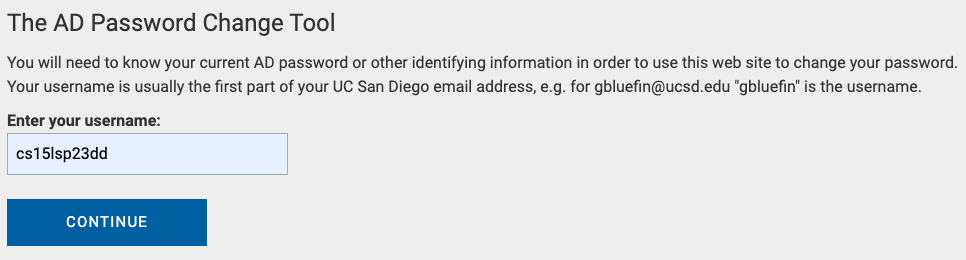 The AD Password Change Tool
You will need to know your current AD password or other identifying information in order to use this web site to change your password.
Your username is usually the first part of your UC San Diego email address, e.g. for gbluefin@ucsd.edu "gbluefin" is the username.
Enter your username:
cs15lsp23dd
CONTINUE